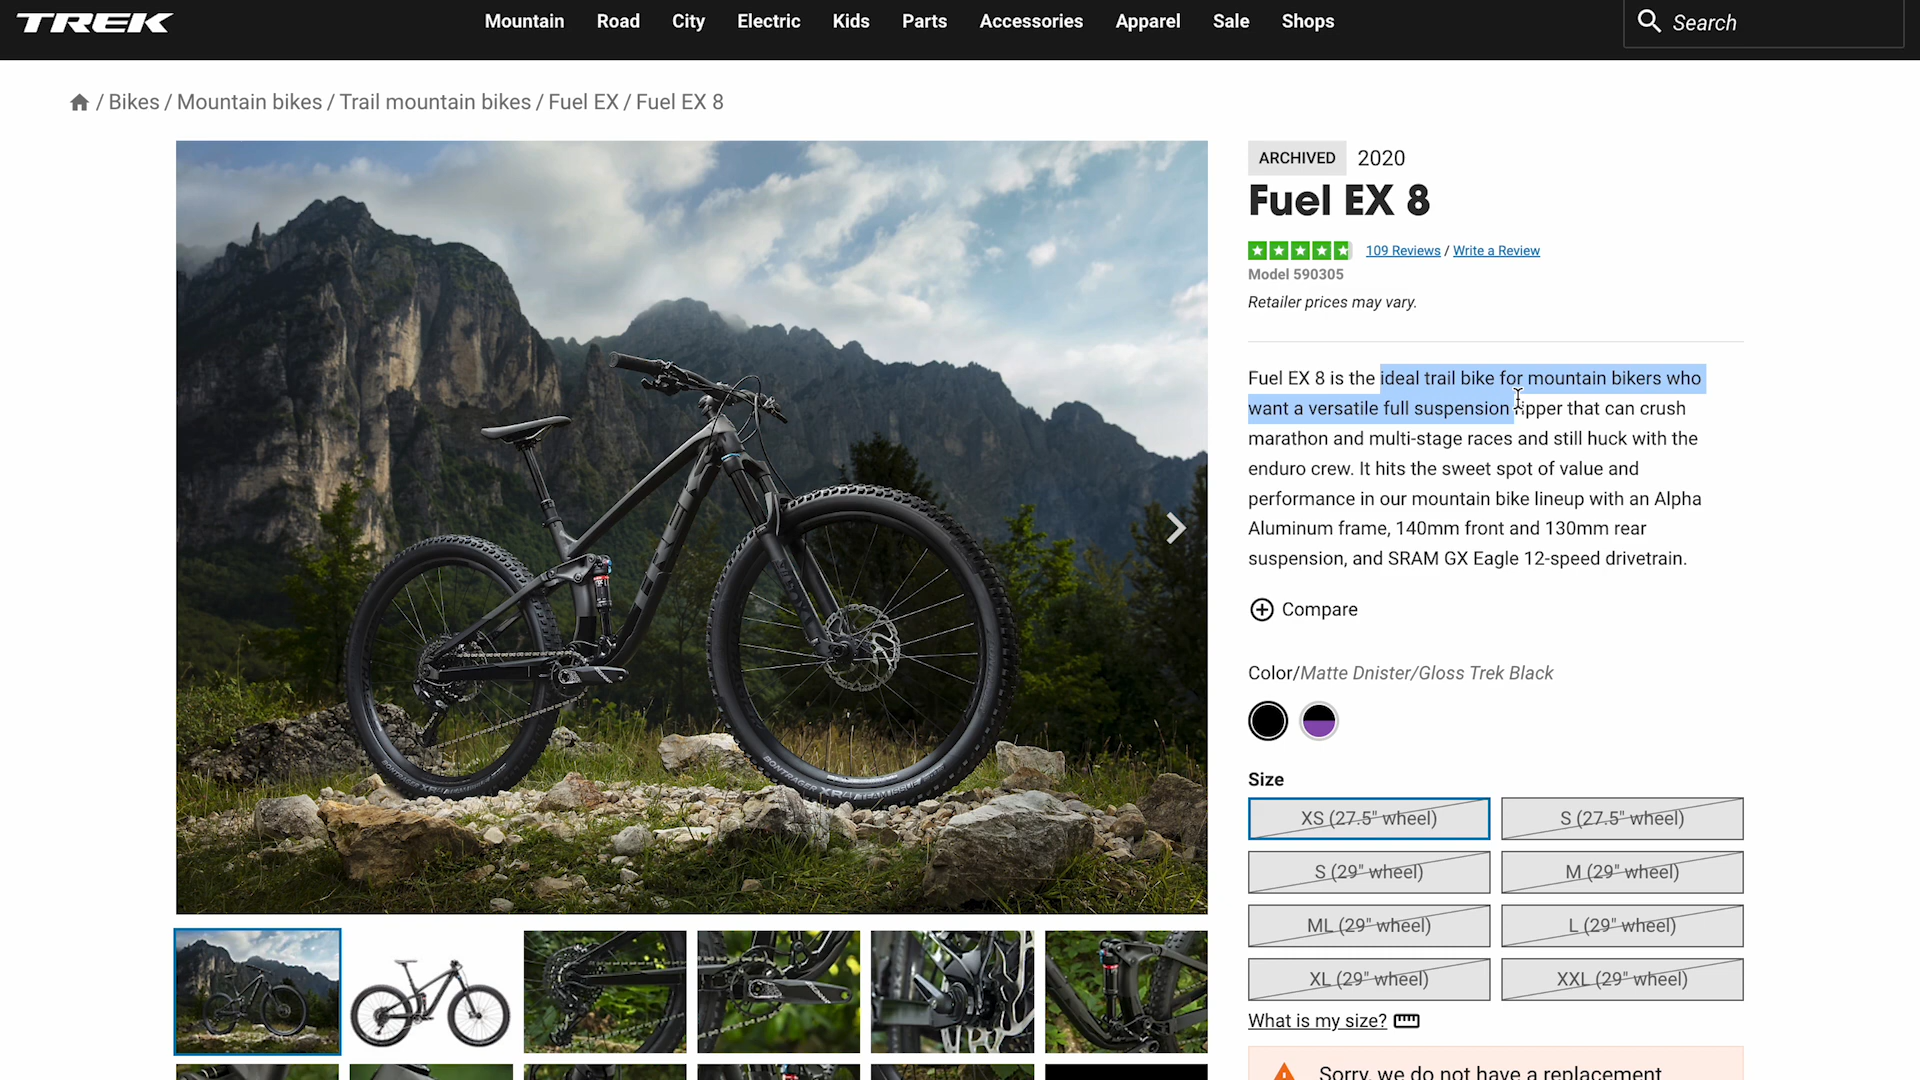 TREK
Mountain Road City Electric Kids Parts Accessories Apparel Sale Shops
Search
/ Bikes / Mountain bikes / Trail mountain bikes / Fuel EX / Fuel EX 8
ARCHIVED 2020
Fuel EX 8
109 Reviews / Write a Review
Model 590305
Retailer prices may vary.
Fuel EX 8 is the ideal trail bike for mountain bikers who
want a versatile full suspension ripper that can crush
marathon and multi-stage races and still huck with the
enduro crew. It hits the sweet spot of value and
performance in our mountain bike lineup with an Alpha
Aluminum frame, 140mm front and 130mm rear
suspension, and SRAM GX Eagle 12-speed drivetrain.
Compare
Color/Matte Dnister/Gloss Trek Black
Size
XS (27.5" wheel)
S (27.5" wheel)
S (29" wheel)
M (29" wheel)
ML (29" wheel)
L (29" wheel)
XL (29" wheel)
XXL (29" wheel)
What is my size?
Sorry, we do not have a replacement
TREK
BONTRAGER XR4 TEAM ISSUE